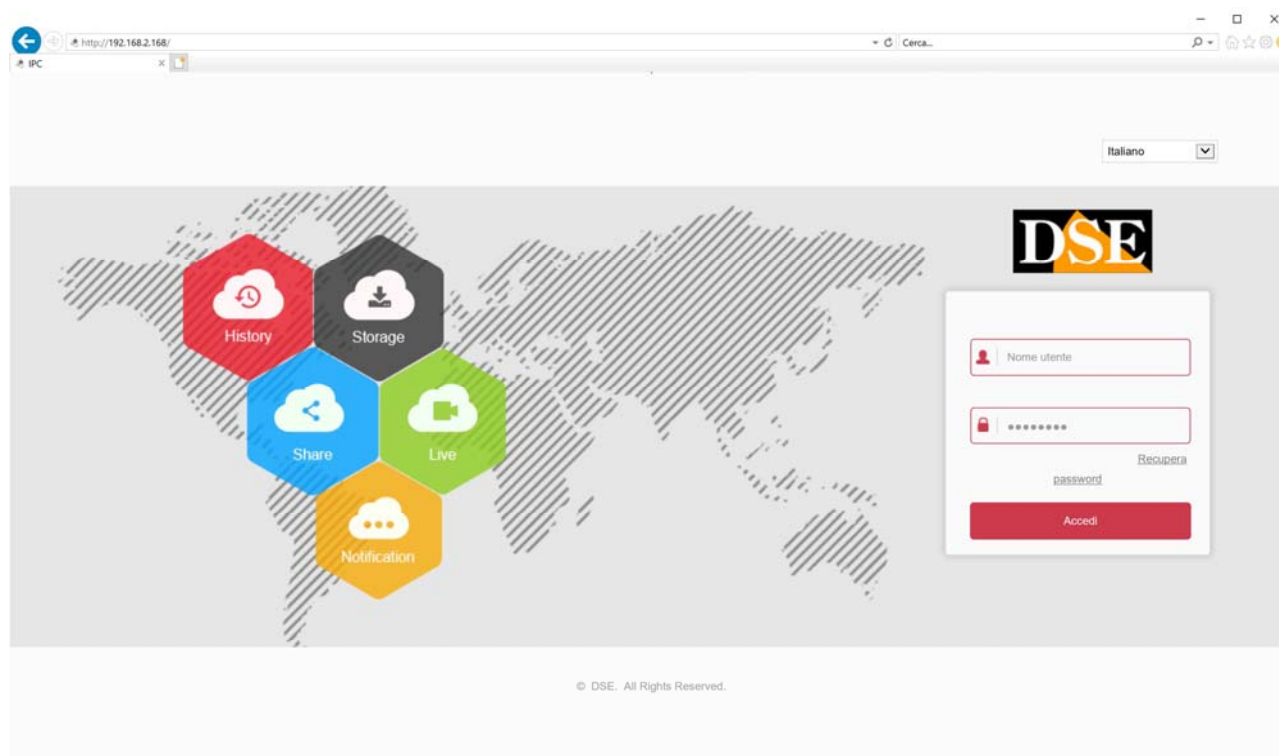 http://192.168.2.168/
Cerca...
IPC
Italiano
DSE
History
Storage
Nome utente
Share
Live
Recupera
password
Accedi
Notification
© DSE. All Rights Reserved.